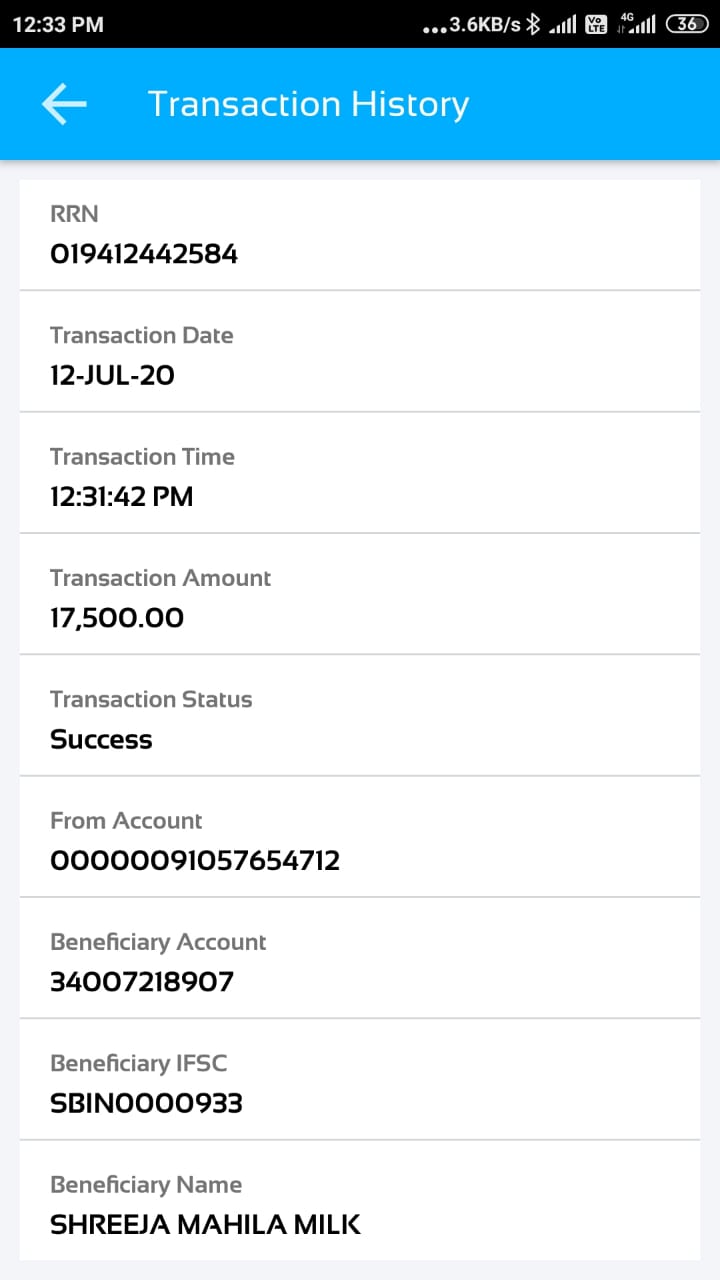 12:33 PM
...3.6KB/s
Vo
LTE
4G
36
Transaction History
RRN
019412442584
Transaction Date
12-JUL-20
Transaction Time
12:31:42 PM
Transaction Amount
17,500.00
Transaction Status
Success
From Account
00000091057654712
Beneficiary Account
34007218907
Beneficiary IFSC
SBIN0000933
Beneficiary Name
SHREEJA MAHILA MILK